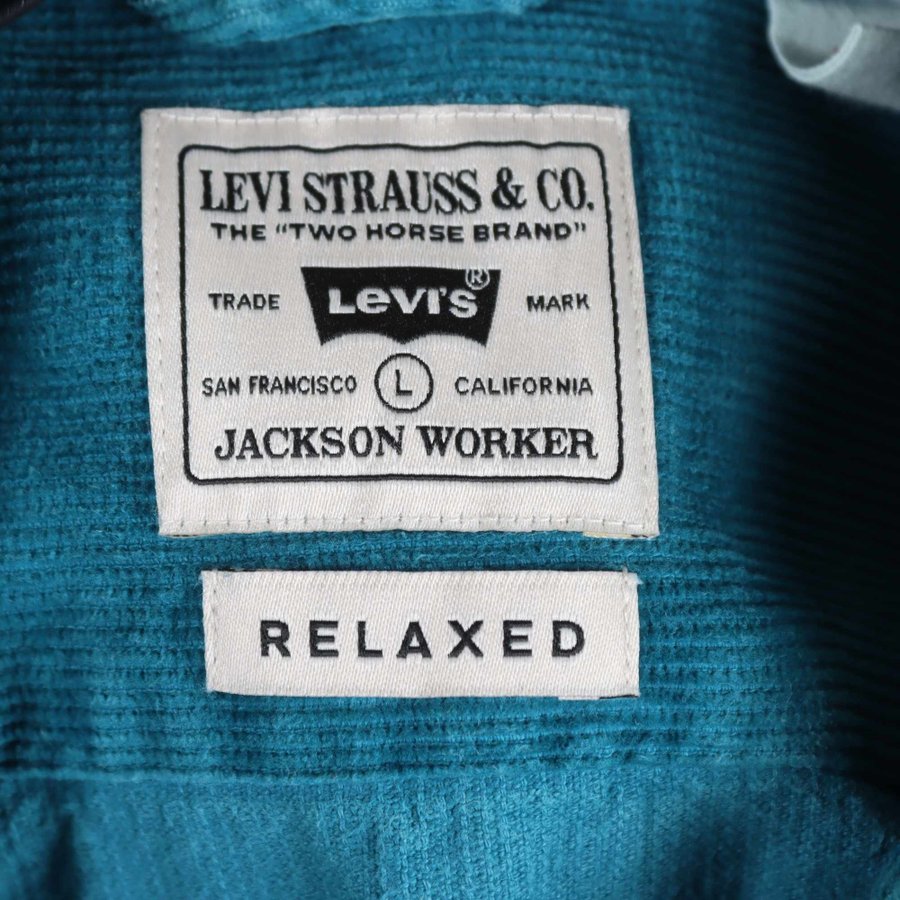 LEVI STRAUSS & CO.
THE "TWO HORSE BRAND"
TRADE LEVI'S® MARK
SAN FRANCISCO L CALIFORNIA
JACKSON WORKER
RELAXED